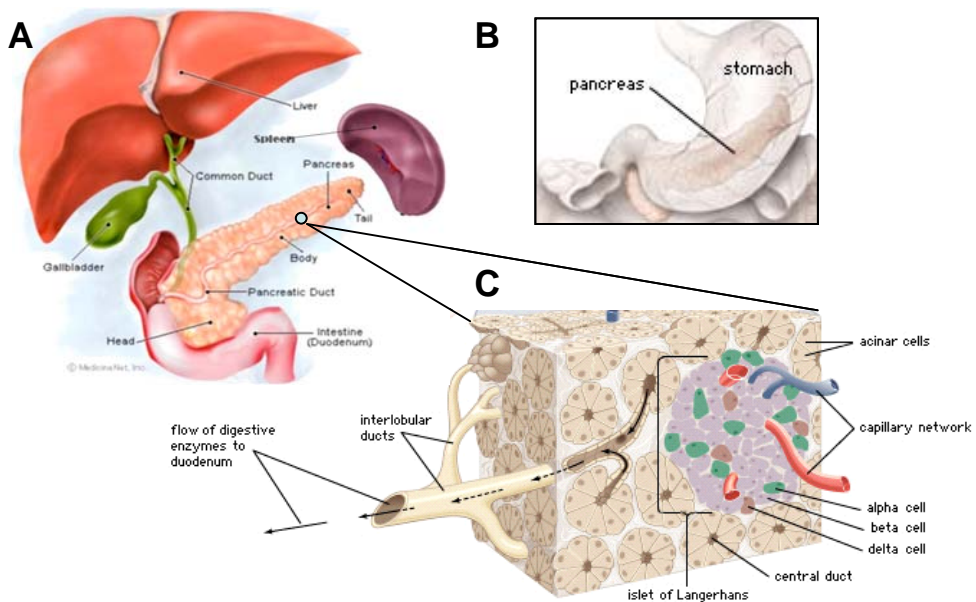 A
Liver
Spleen
Pancreas
Common Duct
Tail
Body
Gallbladder
Pancreatic Duct
Head
Intestine
(Duodenum)
© MedicineNet, Inc.
B
stomach
pancreas
C
acinar cells
interlobular
ducts
flow of digestive
enzymes to
duodenum
capillary network
alpha cell
beta cell
delta cell
central duct
islet of Langerhans